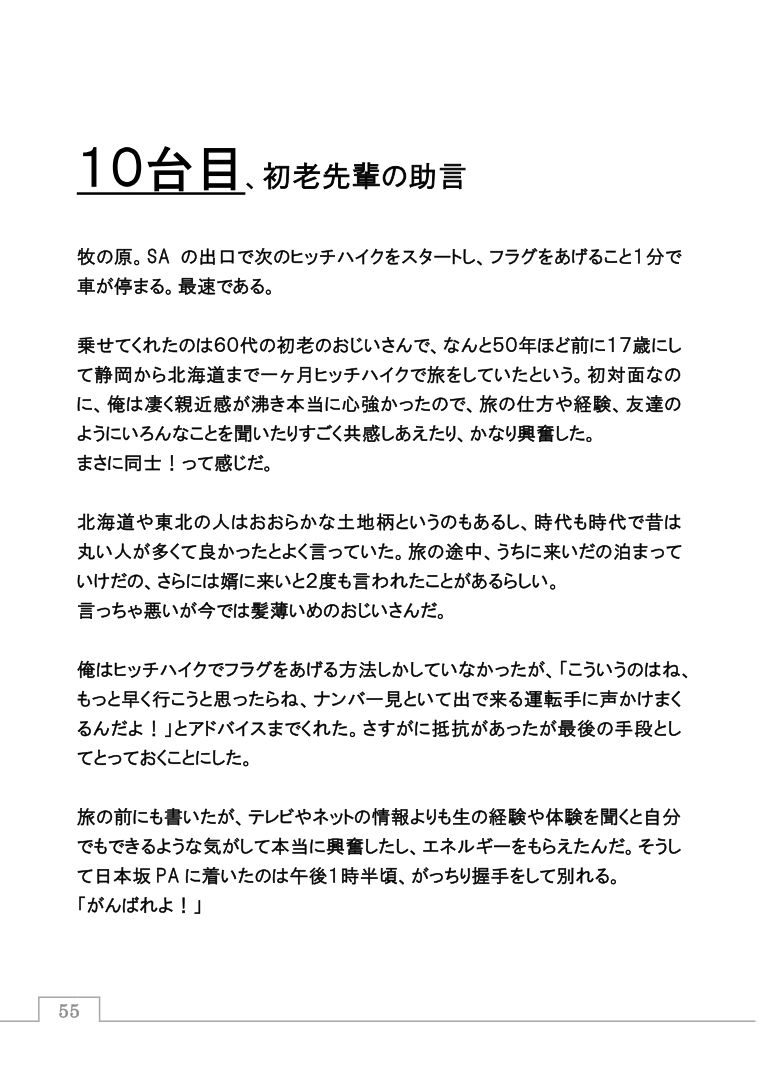 10台目、初老先輩の助言
牧の原。SA の出口で次のヒッチハイクをスタートし、フラグをあげること1分で
車が停まる。最速である。
乗せてくれたのは60代の初老のおじいさんで、なんと50年ほど前に17歳にし
て静岡から北海道まで一ヶ月ヒッチハイクで旅をしていたという。初対面なの
に、俺は凄く親近感が沸き本当に心強かったので、旅の仕方や経験、友達の
ようにいろんなことを聞いたりすごく共感しあえたり、かなり興奮した。
まさに同士！って感じだ。
北海道や東北の人はおおらかな土地柄というのもあるし、時代も時代で昔は
丸い人が多くて良かったとよく言っていた。旅の途中、うちに来いだの泊まって
いけだの、さらには婿に来いと2度も言われたことがあるらしい。
言っちゃ悪いが今では髪薄いめのおじいさんだ。
俺はヒッチハイクでフラグをあげる方法しかしていなかったが、「こういうのはね、
もっと早く行こうと思ったらね、ナンバー見といて出で来る運転手に声かけまく
るんだよ！」とアドバイスまでくれた。さすがに抵抗があったが最後の手段とし
てとっておくことにした。
旅の前にも書いたが、テレビやネットの情報よりも生の経験や体験を聞くと自分
でもできるような気がして本当に興奮したし、エネルギーをもらえたんだ。そうし
て日本坂 PA に着いたのは午後1時半頃、がっちり握手をして別れる。
「がんばれよ！」
55